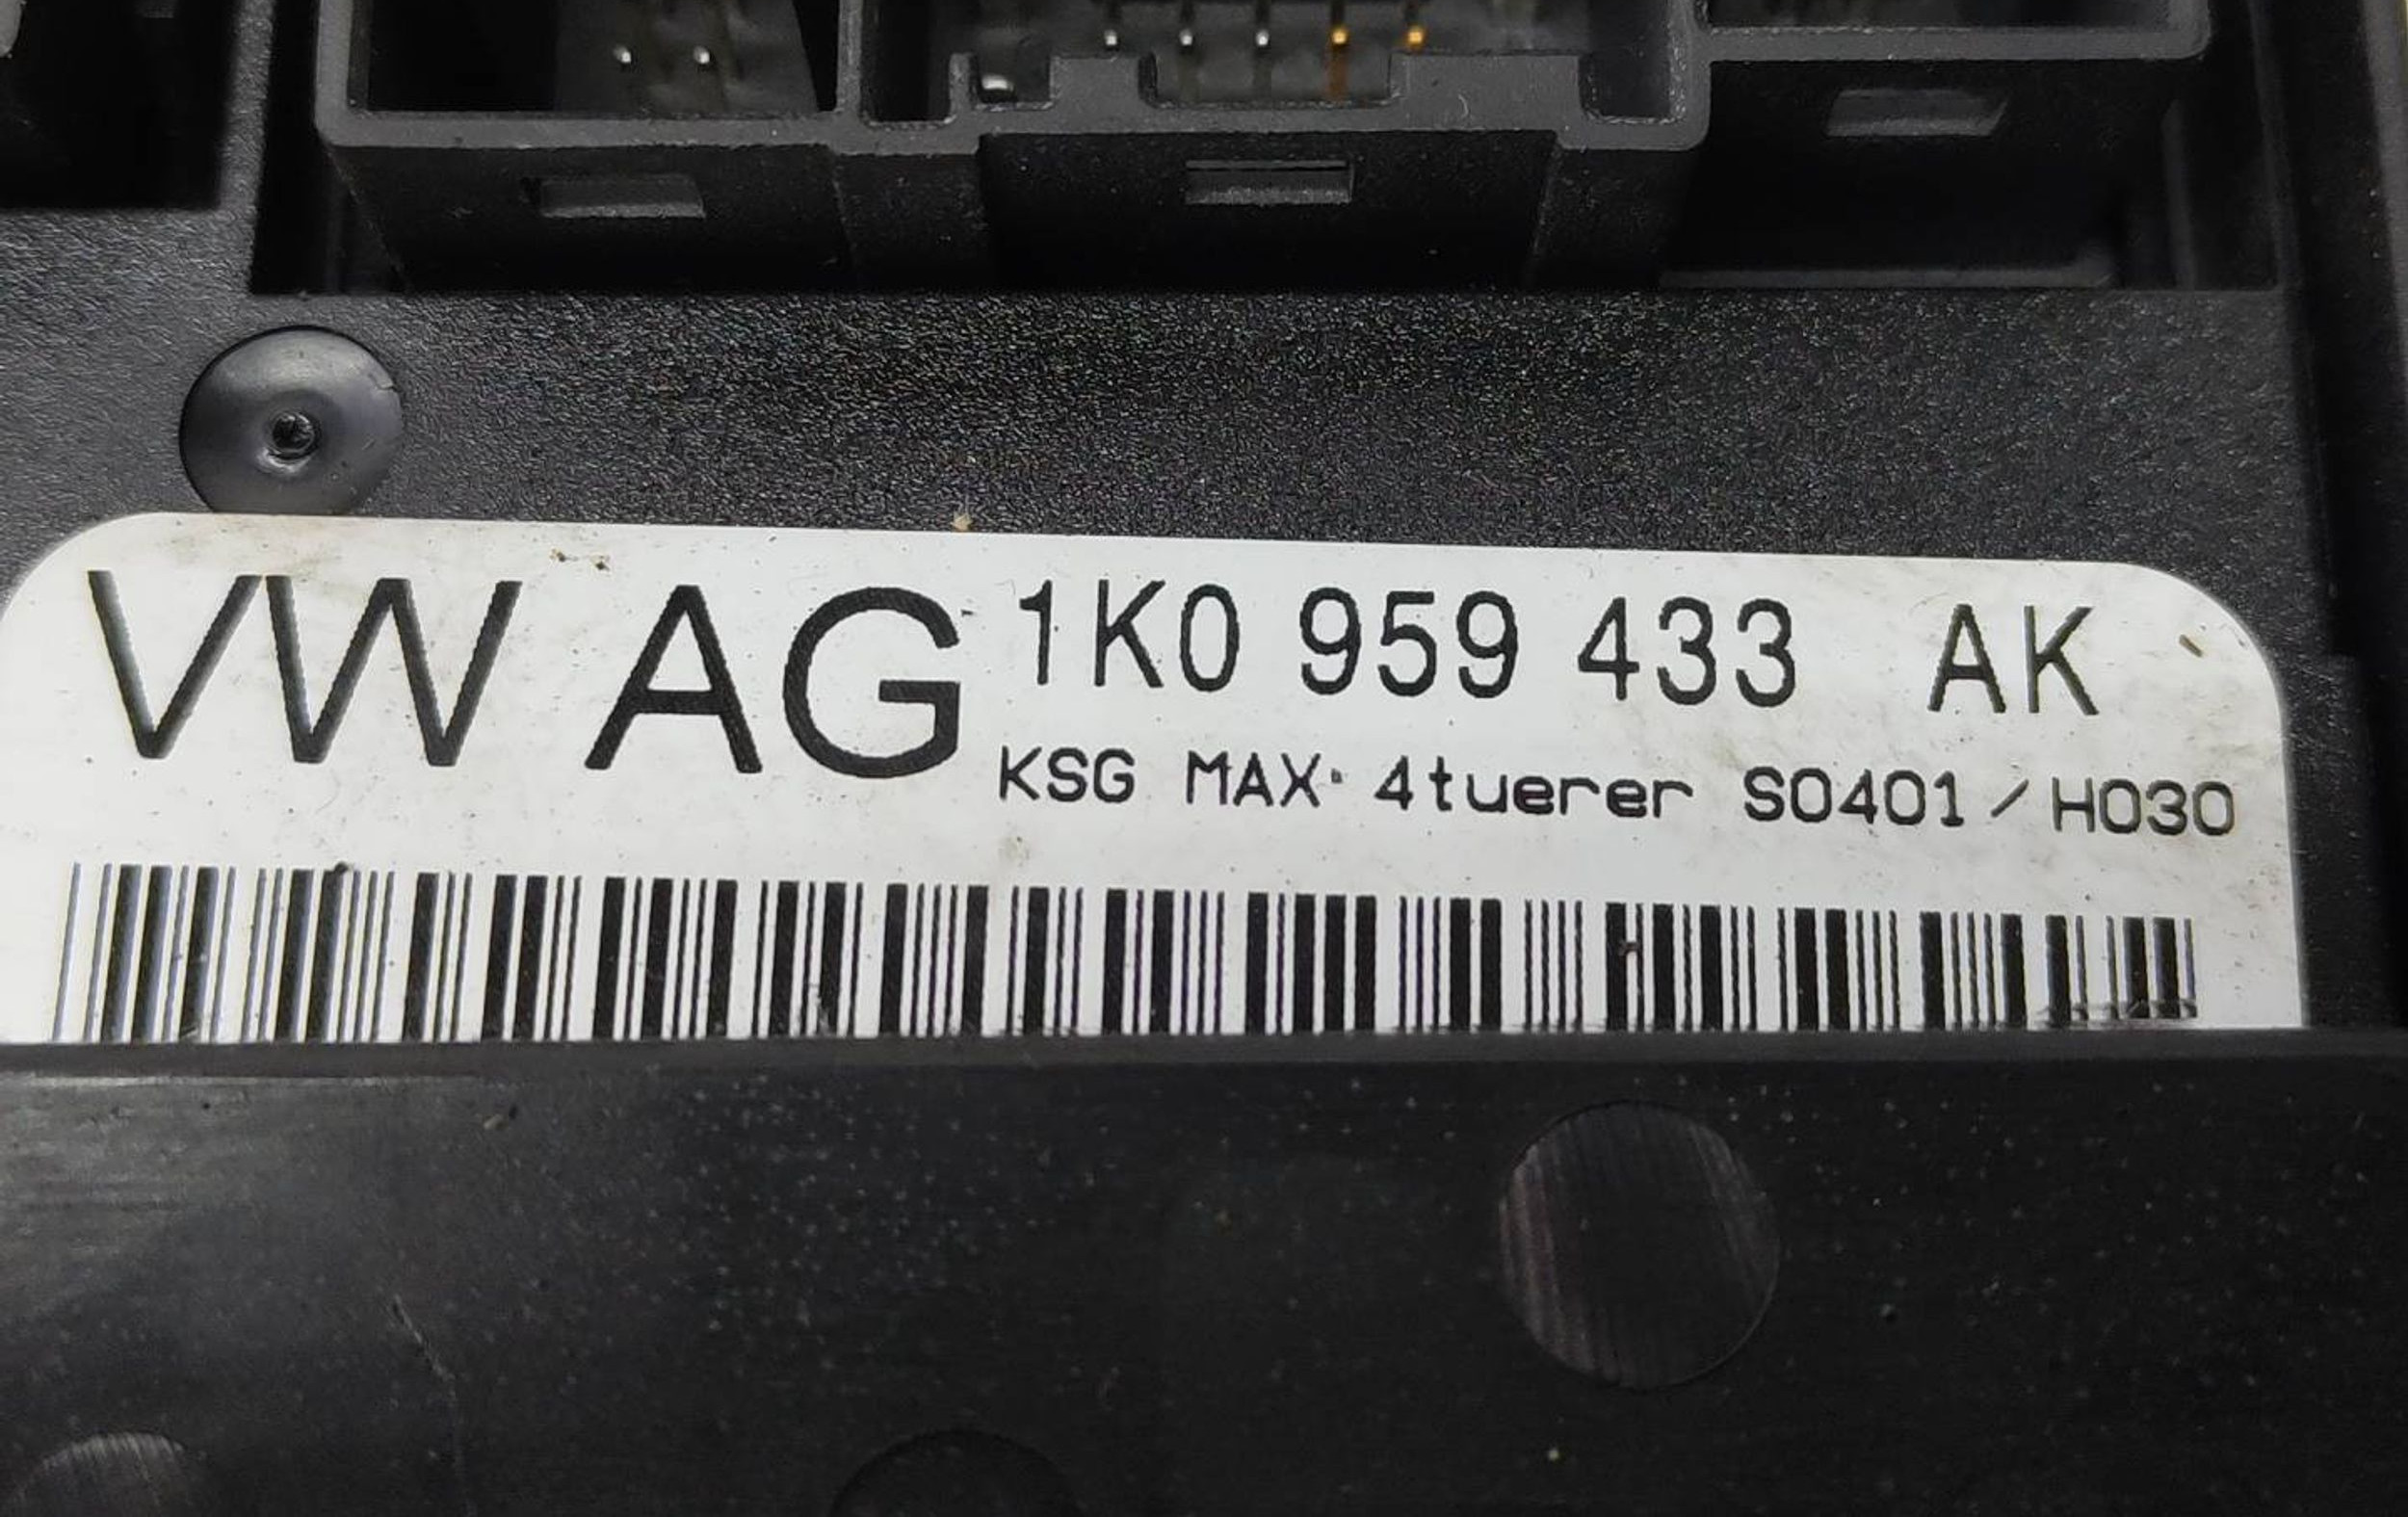 VW AG 1K0 959 433 AK
KSG MAX. 4tuerer S0401/H030